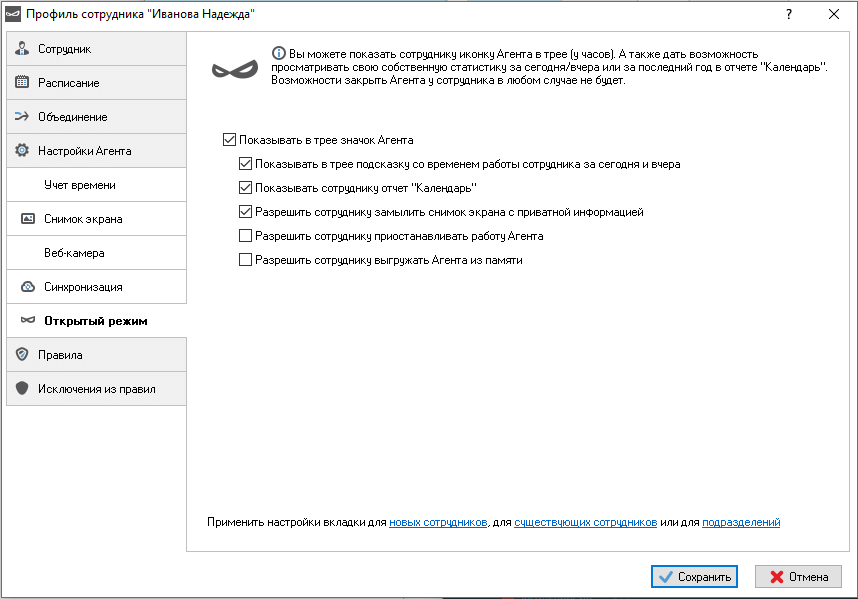 Профиль сотрудника "Иванова Надежда"
?
Сотрудник
Расписание
Объединение
Настройки Агента
Учет времени
Снимок экрана
Веб-камера
Синхронизация
Открытый режим
Правила
Исключения из правил
Вы можете показать сотруднику иконку Агента в трее (у часов). А также дать возможность
просматривать свою собственную статистику за сегодня/вчера или за последний год в отчете "Календарь".
Возможности закрыть Агента у сотрудника в любом случае не будет.
Показывать в трее значок Агента
Показывать в трее подсказку со временем работы сотрудника за сегодня и вчера
Показывать сотруднику отчет "Календарь"
Разрешить сотруднику замылить снимок экрана с приватной информацией
Разрешить сотруднику приостанавливать работу Агента
Разрешить сотруднику выгружать Агента из памяти
Применить настройки вкладки для новых сотрудников, для существующих сотрудников или для подразделений
Сохранить
Отмена